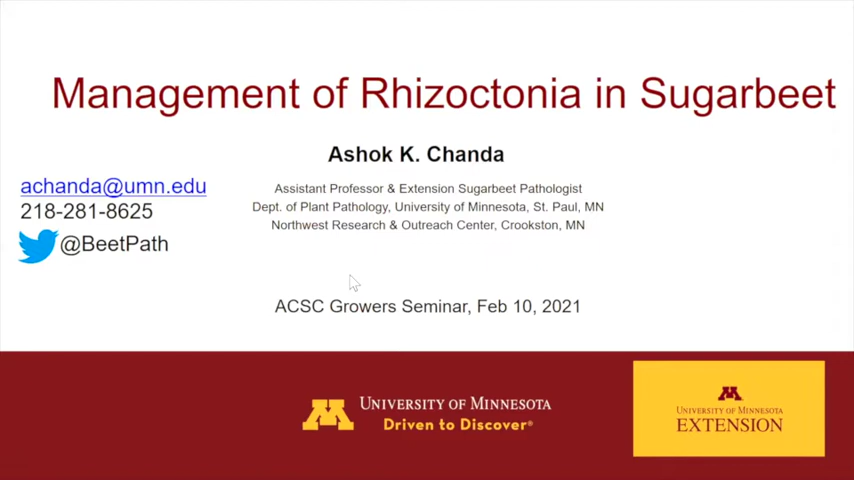 Management of Rhizoctonia in Sugarbeet
Ashok K. Chanda
achanda@umn.edu
218-281-8625
@BeetPath
Assistant Professor & Extension Sugarbeet Pathologist
Dept. of Plant Pathology, University of Minnesota, St. Paul, MN
Northwest Research & Outreach Center, Crookston, MN
ACSC Growers Seminar, Feb 10, 2021
UNIVERSITY OF MINNESOTA
Driven to Discover®
UNIVERSITY OF MINNESOTA
EXTENSION